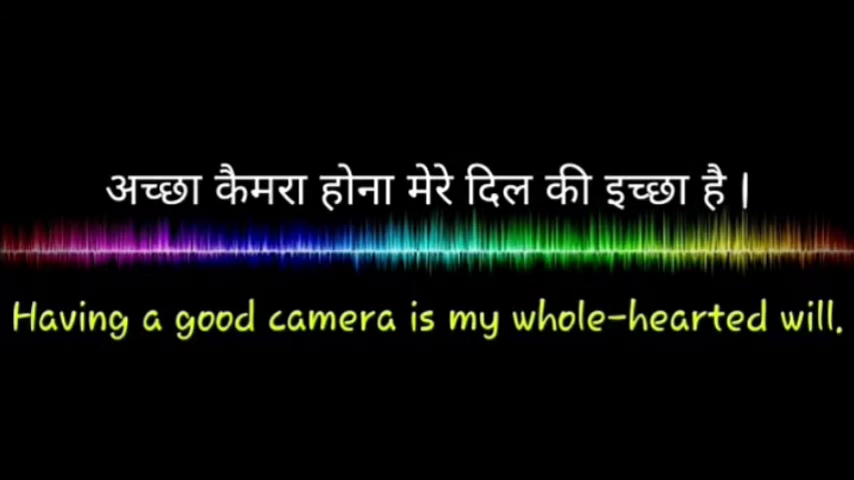 अच्छा कैमरा होना मेरे दिल की इच्छा है ।
Having a good camera is my whole-hearted will.